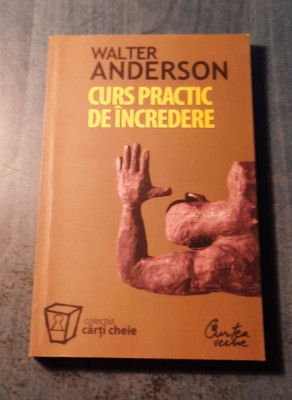 WALTER
ANDERSON
CURS PRACTIC
DE ÎNCREDERE
colecția
cărți cheie
Curtea
veche